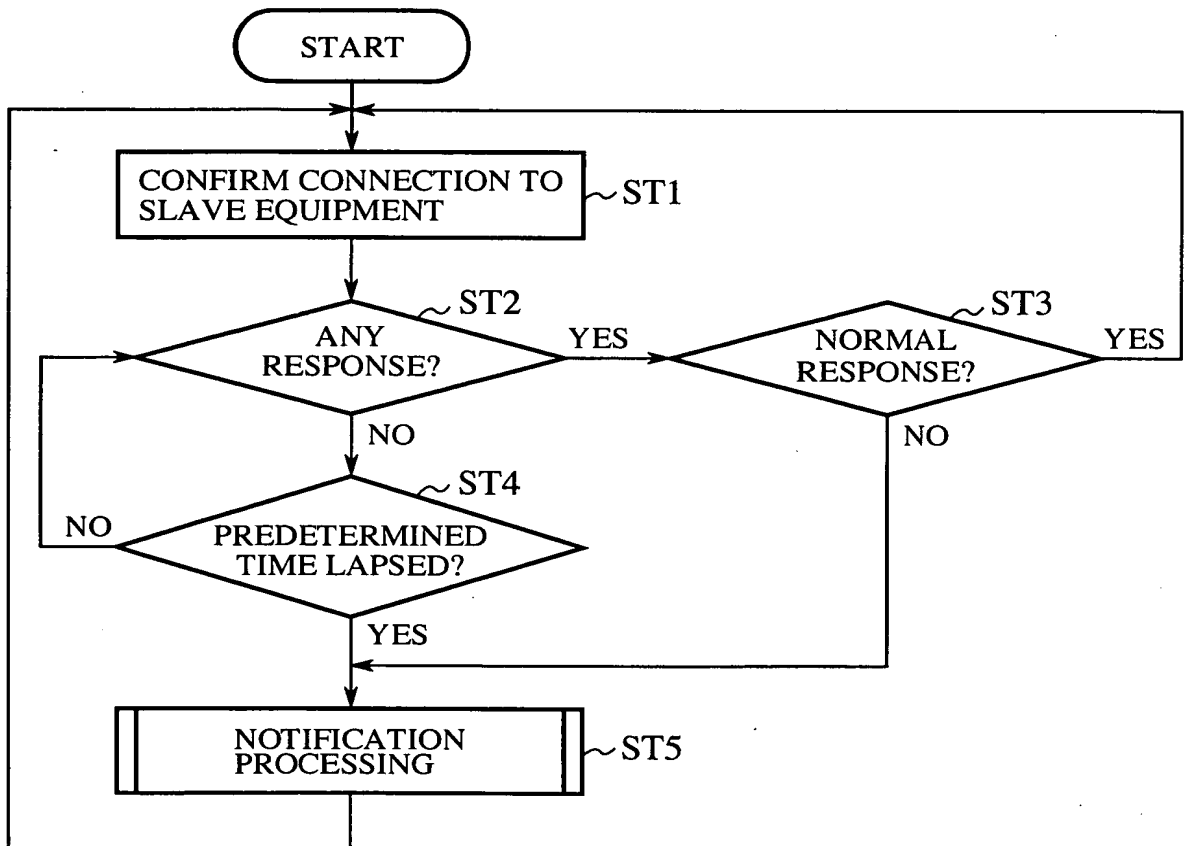 START
CONFIRM CONNECTION TO
SLAVE EQUIPMENT
ST1
ST2
ANY
RESPONSE?
YES
ST3
NORMAL
RESPONSE?
YES
NO
NO
ST4
PREDETERMINED
TIME LAPSED?
NO
YES
NOTIFICATION
PROCESSING
ST5